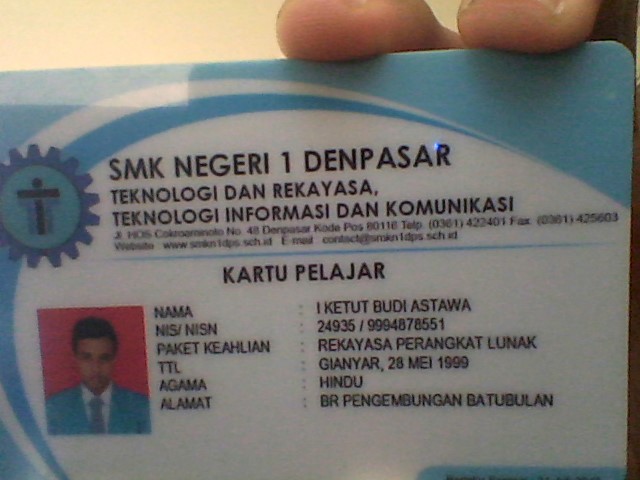 SMK NEGERI 1 DENPASAR
TEKNOLOGI DAN REKAYASA,
TEKNOLOGI INFORMASI DAN KOMUNIKASI
Jl. HOS Cokroaminoto No. 48 Denpasar Kode Pos 80116 Telp. (0361) 422401 Fax. (0361) 425603
Website www.smkn1dps.sch.id E-mail contact@smkn1dps.sch.id
KARTU PELAJAR
NAMA : I KETUT BUDI ASTAWA
NIS/ NISN : 24935 / 9994878551
PAKET KEAHLIAN : REKAYASA PERANGKAT LUNAK
TTL : GIANYAR, 28 MEI 1999
AGAMA : HINDU
ALAMAT : BR PENGEMBUNGAN BATUBULAN